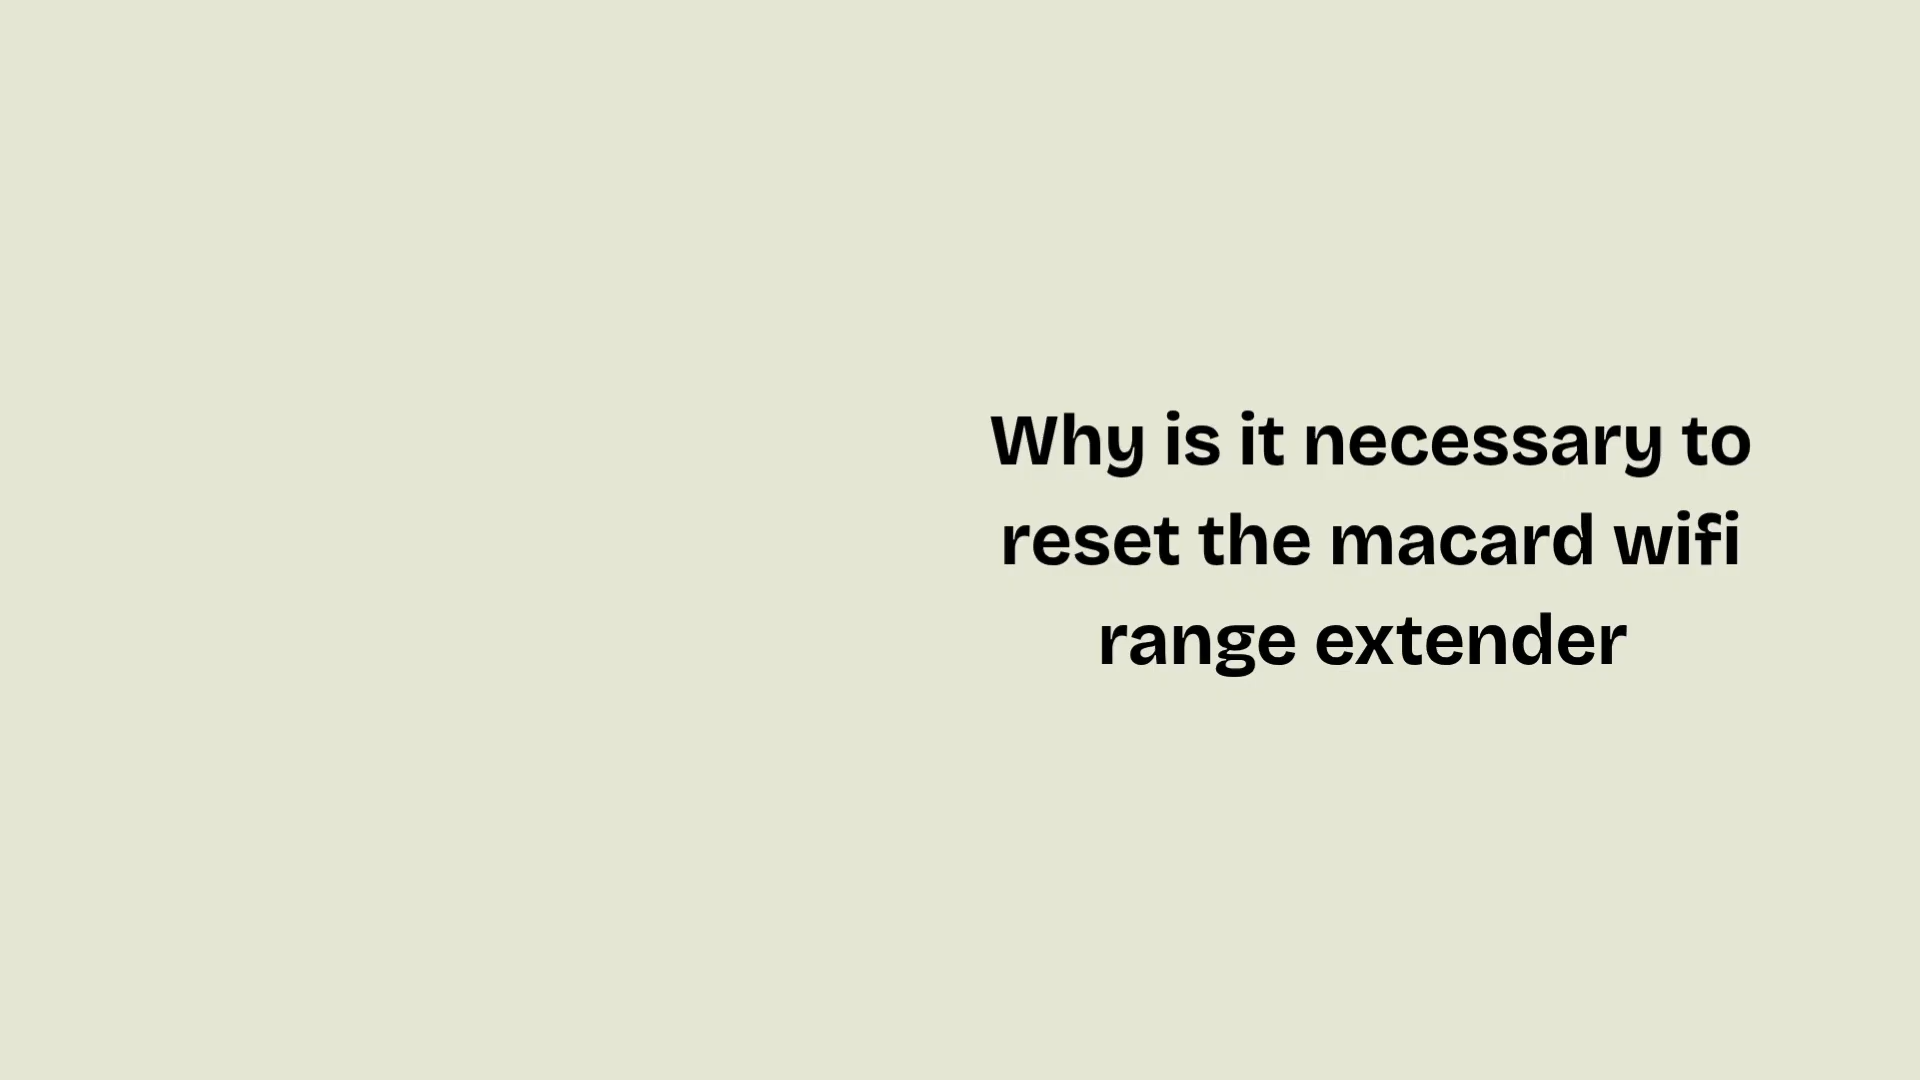 Why is it necessary to
reset the macard wifi
range extender